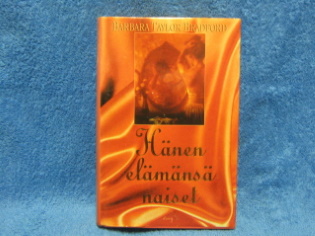 BARBARA TAYLOR BRADFORD
Hänen
elämänsä
naiset